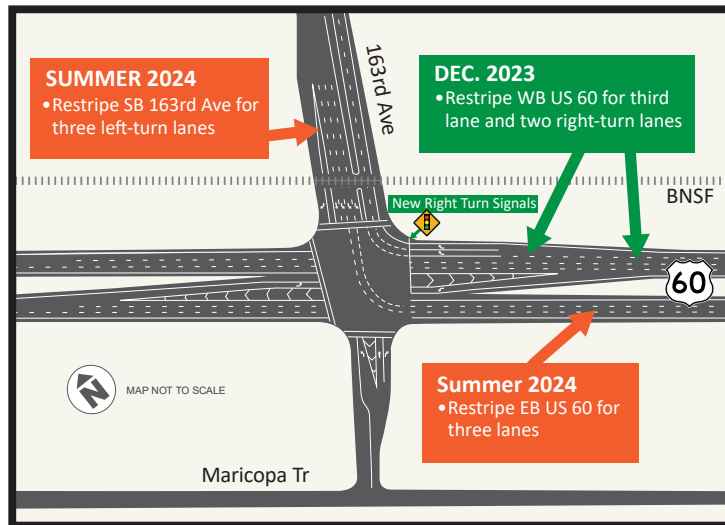 SUMMER 2024
•Restripe SB 163rd Ave for
three left-turn lanes
163rd Ave
DEC. 2023
•Restripe WB US 60 for third
lane and two right-turn lanes
BNSF
New Right Turn Signals
60
N
MAP NOT TO SCALE
Summer 2024
•Restripe EB US 60 for
three lanes
Maricopa Tr